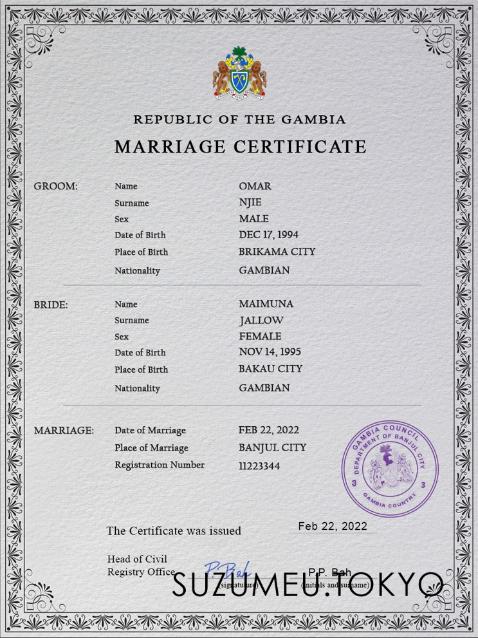 REPUBLIC OF THE GAMBIA
MARRIAGE CERTIFICATE
GROOM: Name OMAR
Surname NJIE
Sex MALE
Date of Birth DEC 17, 1994
Place of Birth BRIKAMA CITY
Nationality GAMBIAN
BRIDE: Name MAIMUNA
Surname JALLOW
Sex FEMALE
Date of Birth NOV 14, 1995
Place of Birth BAKAU CITY
Nationality GAMBIAN
MARRIAGE: Date of Marriage FEB 22, 2022
Place of Marriage BANJUL CITY
Registration Number 11223344
GAMBIA COUNCIL
DEPARTMENT OF BANJUL CITY
3 3
GAMBIA COUNTRY
The Certificate was issued Feb 22, 2022
Head of Civil
Registry Office P.Bah P.P. Bah
(signature) (initials and surname)
SUZUMEU.TOKYO